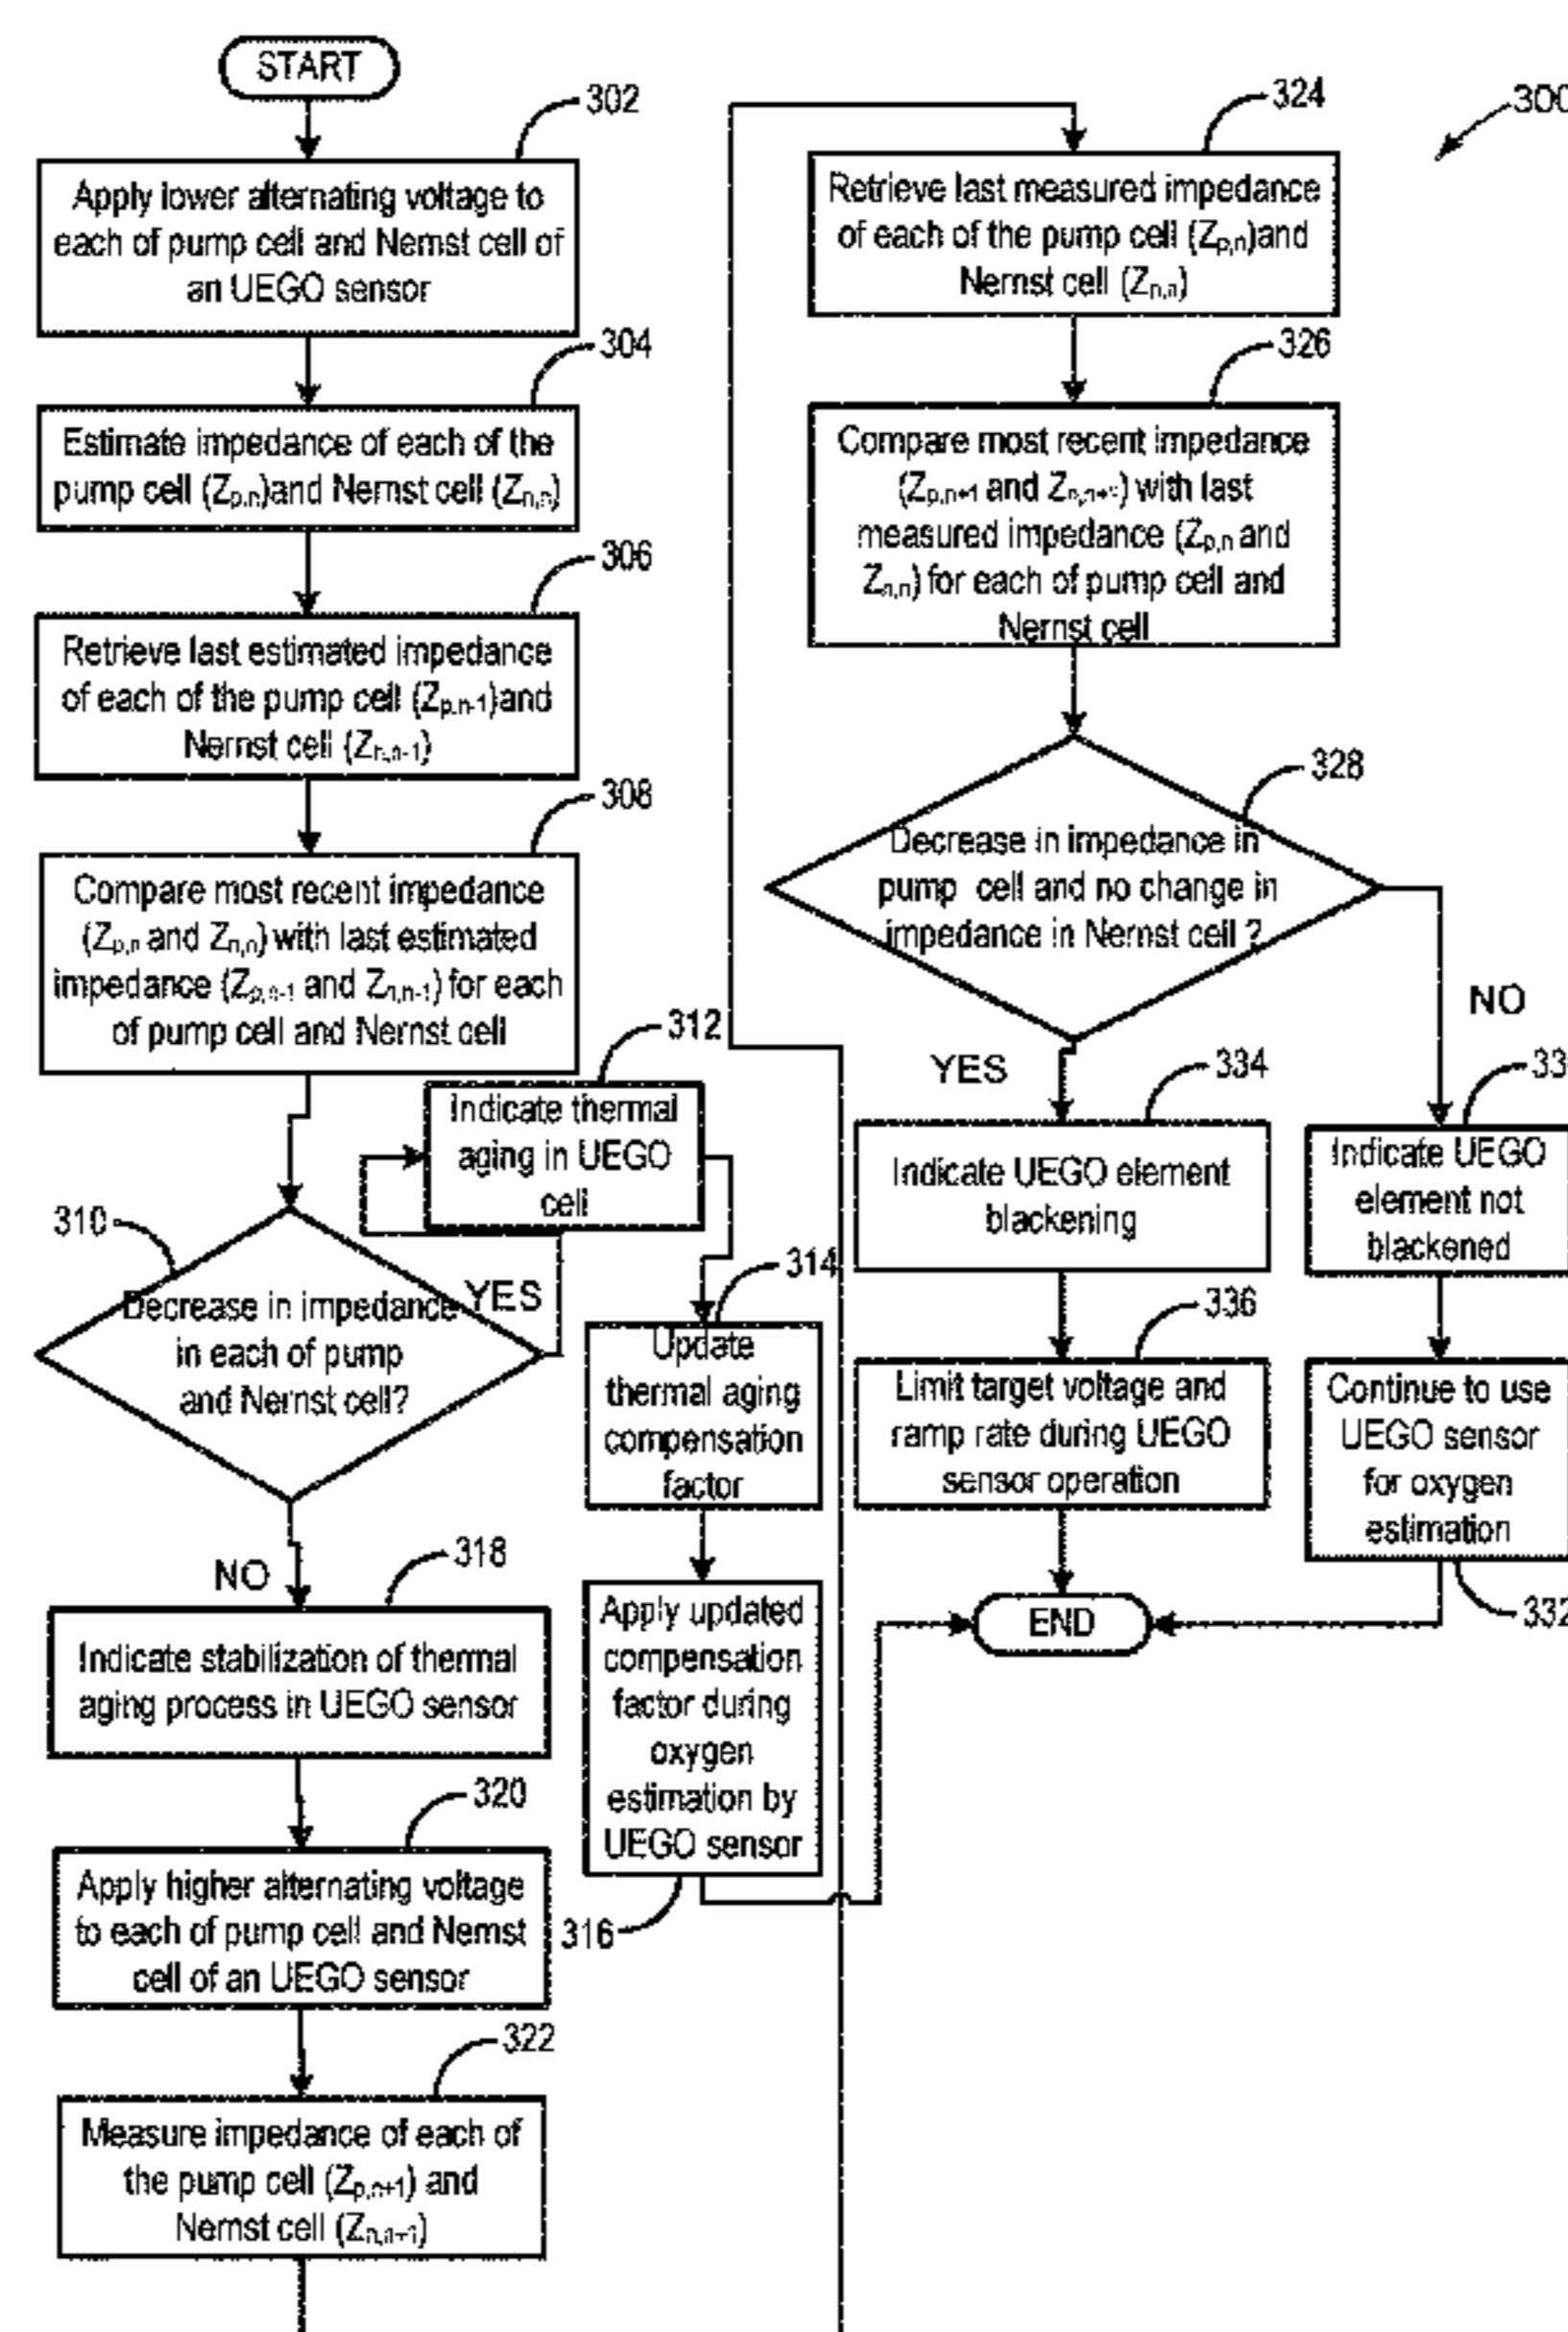 START
302
Apply lower alternating voltage to
each of pump cell and Nernst cell of
an UEGO sensor
304
Estimate impedance of each of the
pump cell (Zp,n)and Nernst cell (Zn,n)
306
Retrieve last estimated impedance
of each of the pump cell (Zp,n-1)and
Nernst cell (Zn,n-1)
308
Compare most recent impedance
(Zp,n and Zn,n) with last estimated
impedance (Zp,n-1 and Zn,n-1) for each
of pump cell and Nernst cell
310
Decrease in impedance
in each of pump
and Nernst cell?
YES
312
Indicate thermal
aging in UEGO
cell
314
Update
thermal aging
compensation
factor
Apply updated
compensation
factor during
oxygen
estimation by
UEGO sensor
316
NO
318
Indicate stabilization of thermal
aging process in UEGO sensor
320
Apply higher alternating voltage
to each of pump cell and Nernst
cell of an UEGO sensor
322
Measure impedance of each of
the pump cell (Zp,n+1) and
Nernst cell (Zn,n+1)
300
324
Retrieve last measured impedance
of each of the pump cell (Zp,n)and
Nernst cell (Zn,n)
326
Compare most recent impedance
(Zp,n+1 and Zn,n+1) with last
measured impedance (Zp,n and
Zn,n) for each of pump cell and
Nernst cell
328
Decrease in impedance in
pump cell and no change in
impedance in Nernst cell ?
YES
334
Indicate UEGO element
blackening
336
Limit target voltage and
ramp rate during UEGO
sensor operation
NO
33
Indicate UEGO
element not
blackened
Continue to use
UEGO sensor
for oxygen
estimation
332
END